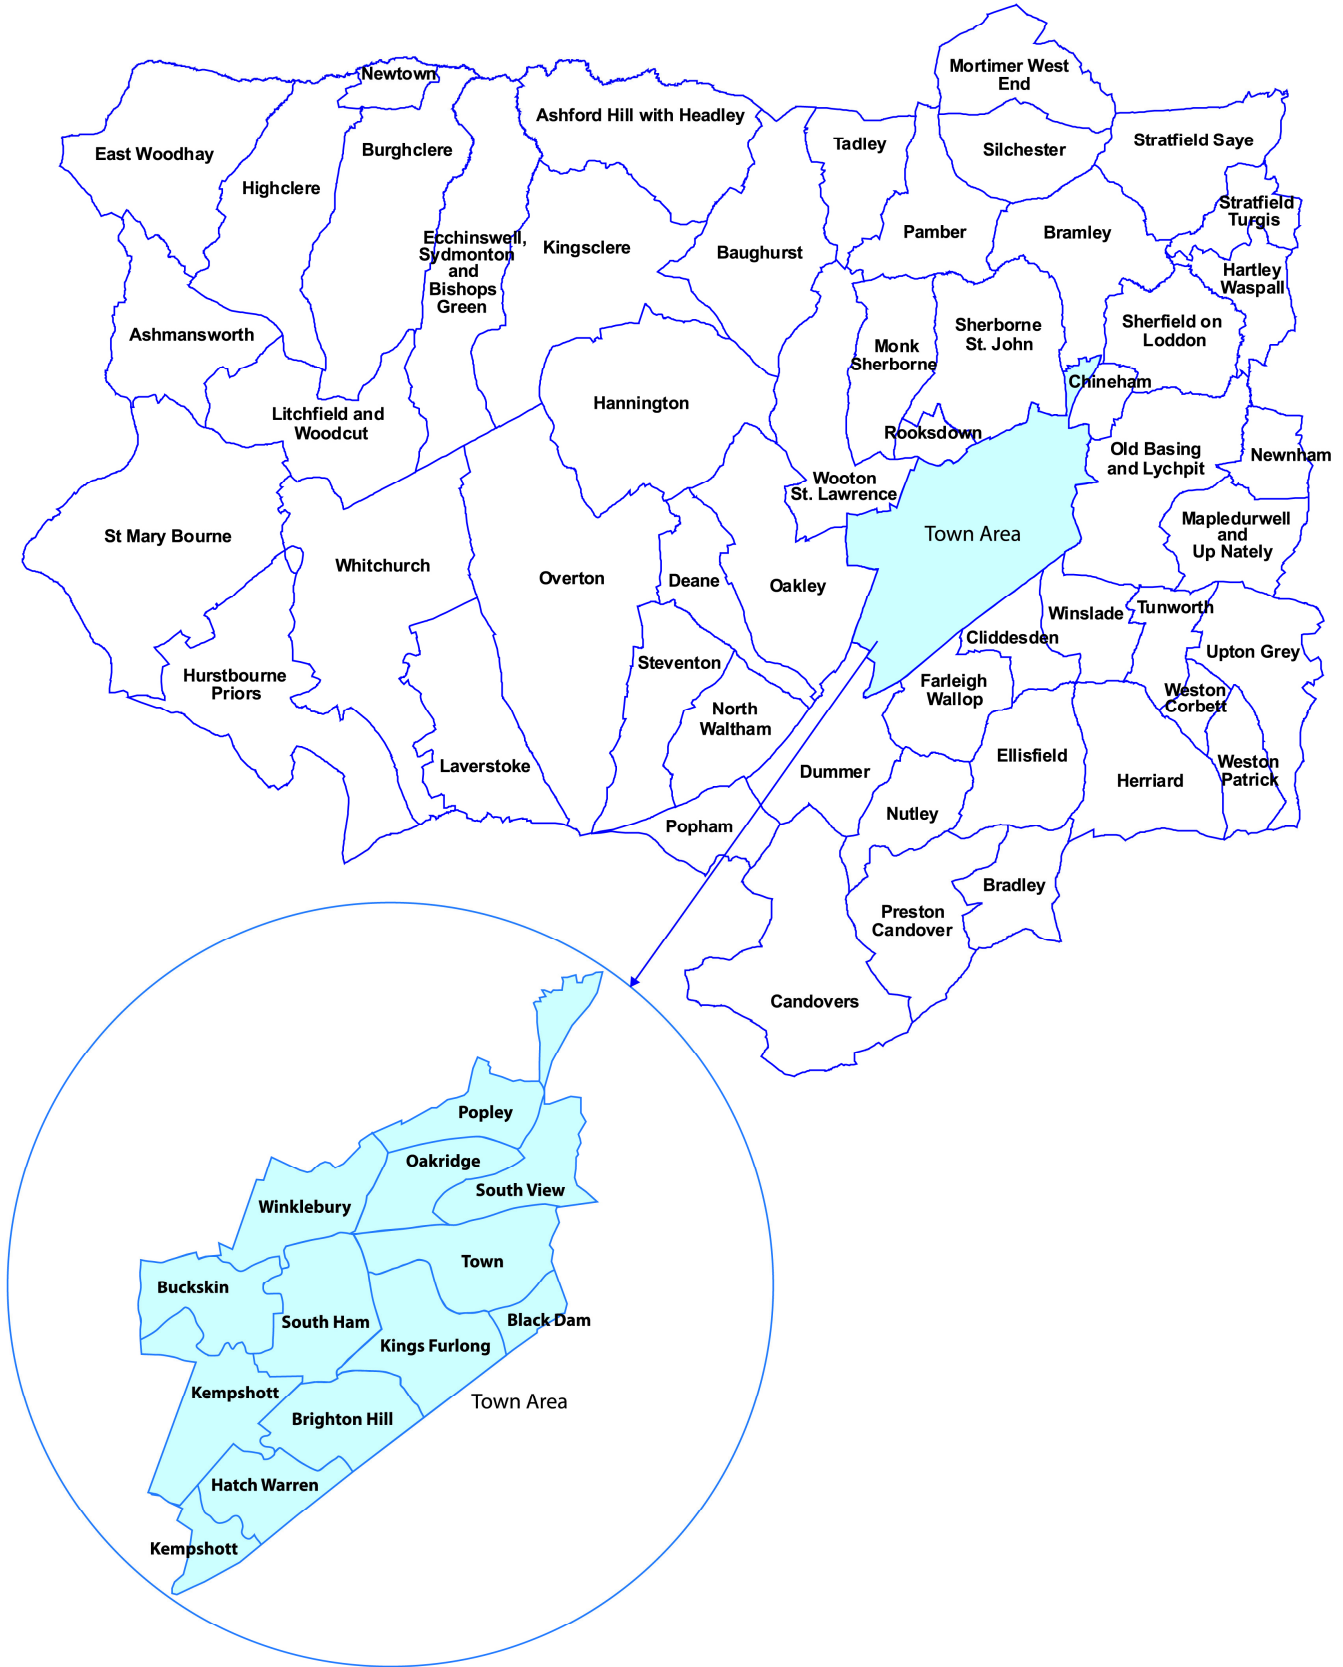 Mortimer West
End
Newtown
Ashford Hill with Headley
Tadley
Silchester
Stratfield Saye
East Woodhay
Burghclere
Highclere
Stratfield
Turgis
Ecchinswell,
Sydmonton
and
Bishops
Green
Kingsclere
Baughurst
Pamber
Bramley
Hartley
Waspall
Ashmansworth
Monk
Sherborne
Sherborne
St. John
Sherfield on
Loddon
Chineham
Litchfield and
Woodcut
Hannington
Rooksdown
Old Basing
and Lychpit
Newnham
Wooton
St. Lawrence
St Mary Bourne
Whitchurch
Overton
Deane
Oakley
Town Area
Mapledurwell
and
Up Nately
Winslade
Tunworth
Cliddesden
Upton Grey
Hurstbourne
Priors
Steventon
Farleigh
Wallop
Weston
Corbett
North
Waltham
Laverstoke
Dummer
Ellisfield
Herriard
Weston
Patrick
Popham
Nutley
Bradley
Preston
Candover
Candovers
Popley
Oakridge
South View
Winklebury
Town
Buckskin
South Ham
Black Dam
Kings Furlong
Kempshott
Town Area
Brighton Hill
Hatch Warren
Kempshott